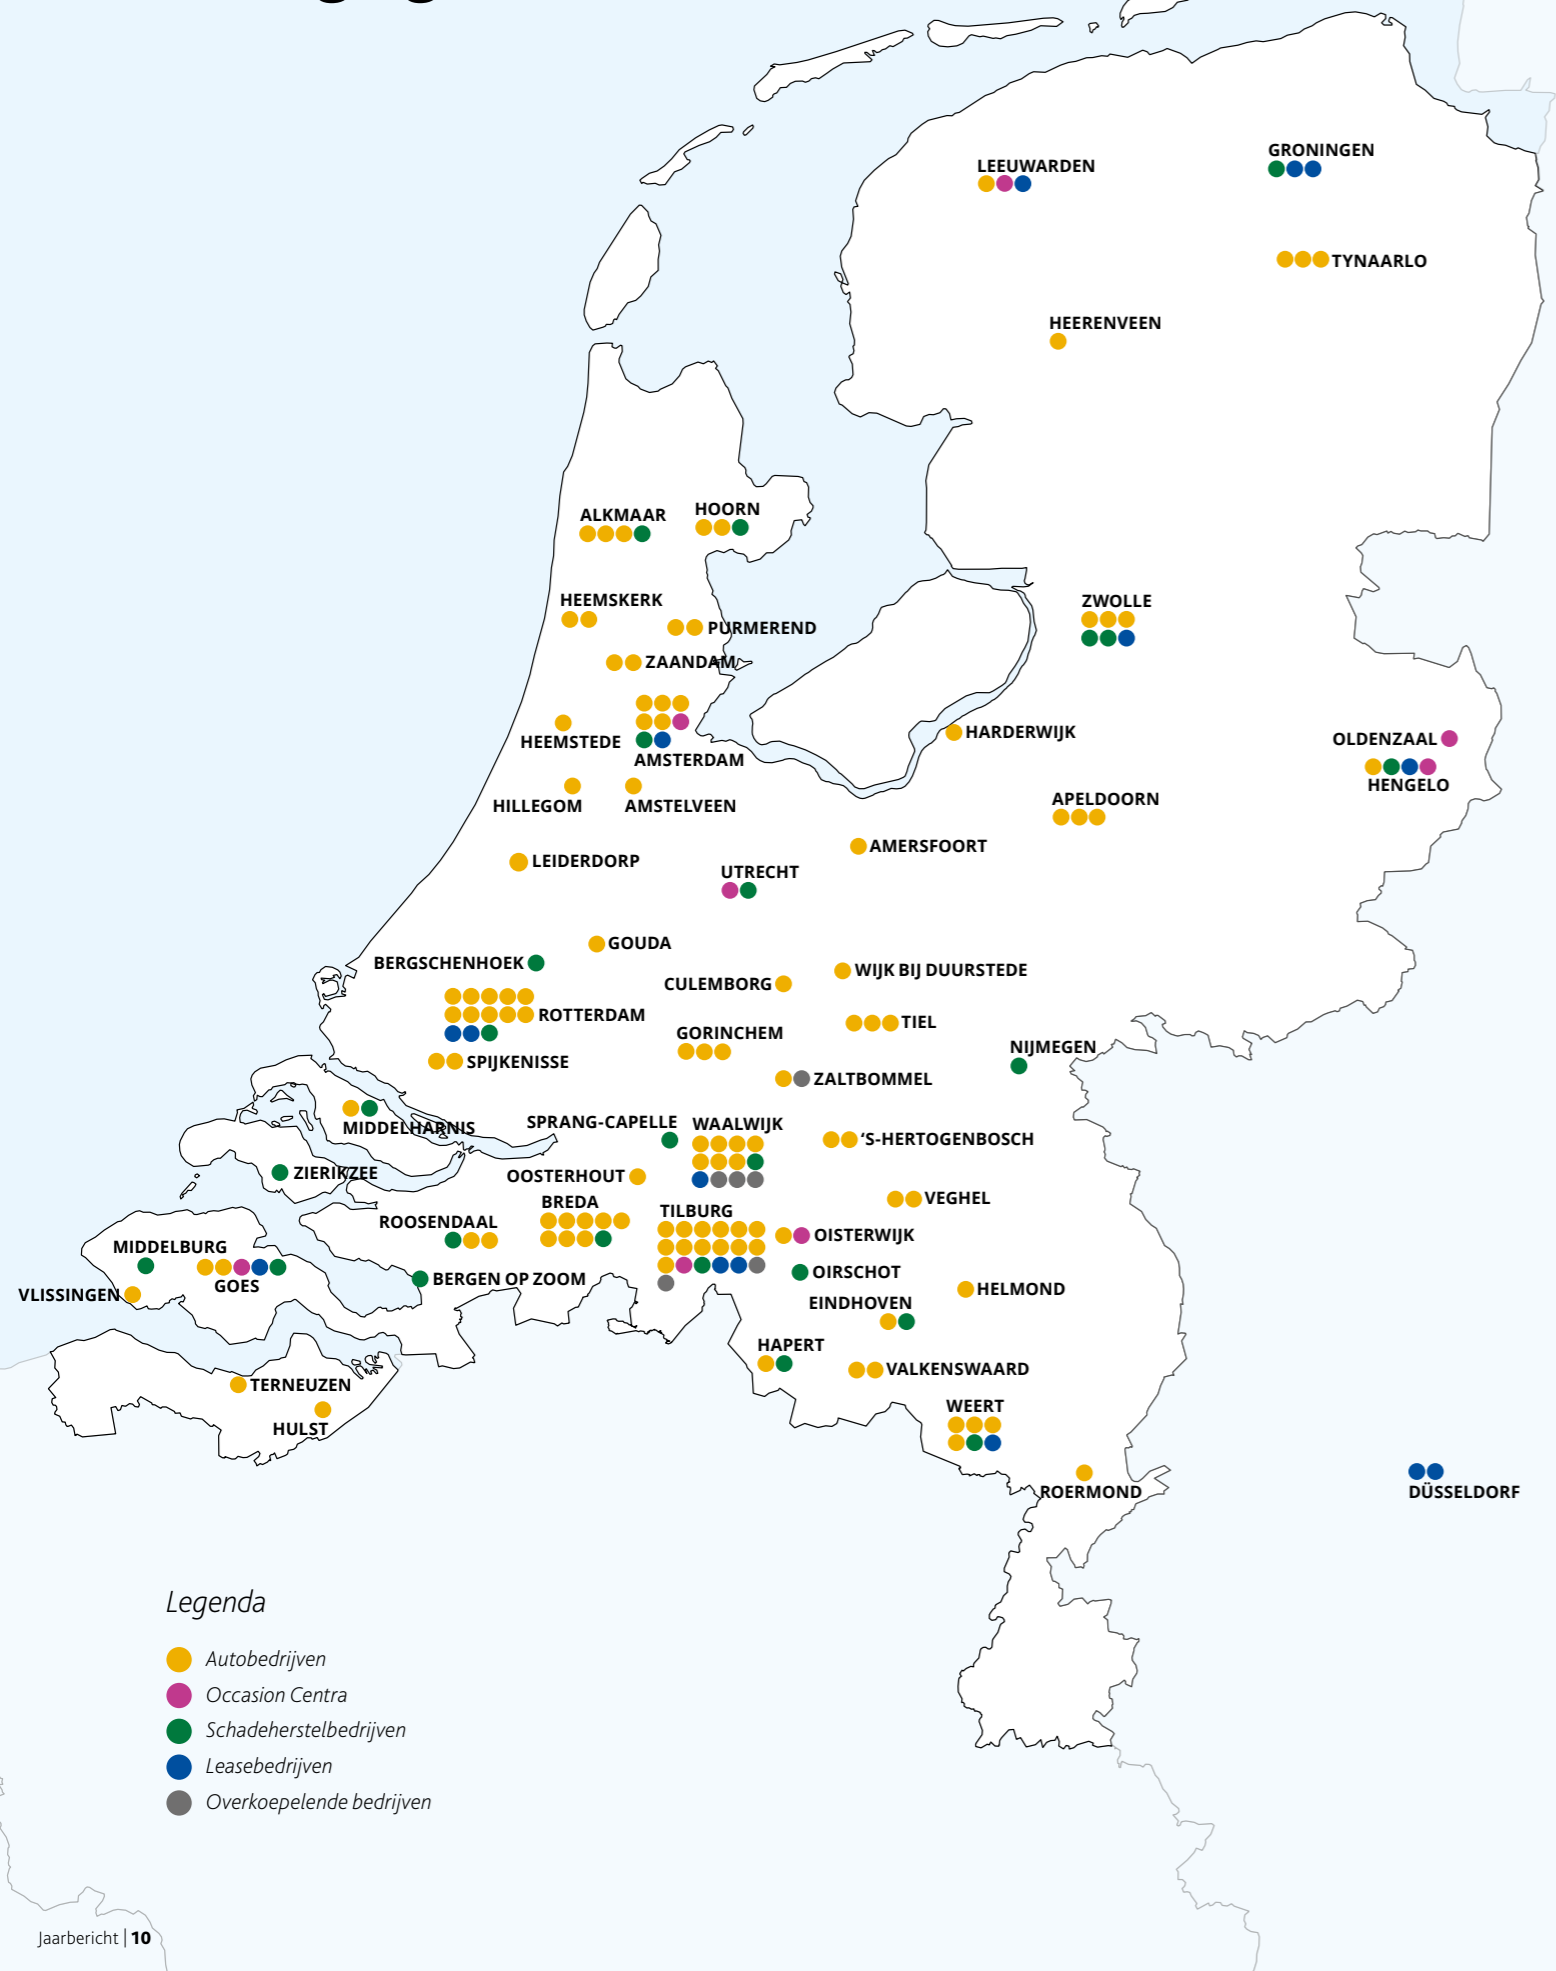 LEEUWARDEN
GRONINGEN
TYNAARLO
HEERENVEEN
ALKMAAR
HOORN
HEEMSKERK
PURMEREND
ZAANDAM
ZWOLLE
HEEMSTEDE
AMSTERDAM
HARDERWIJK
OLDENZAAL
HENGELO
HILLEGOM
AMSTELVEEN
APELDOORN
AMERSFOORT
LEIDERDORP
UTRECHT
GOUDA
BERGSCHENHOEK
WIJK BIJ DUURSTEDE
CULEMBORG
ROTTERDAM
TIEL
GORINCHEM
NIJMEGEN
SPIJKENISSE
ZALTBOMMEL
MIDDELHARNIS
SPRANG-CAPELLE
WAALWIJK
‘S-HERTOGENBOSCH
ZIERIKZEE
OOSTERHOUT
BREDA
VEGHEL
TILBURG
ROOSENDAAL
OISTERWIJK
MIDDELBURG
GOES
BERGEN OP ZOOM
OIRSCHOT
VLISSINGEN
HELMOND
EINDHOVEN
HAPERT
VALKENSWAARD
TERNEUZEN
HULST
WEERT
ROERMOND
DÜSSELDORF
Legenda
Autobedrijven
Occasion Centra
Schadeherstelbedrijven
Leasebedrijven
Overkoepelende bedrijven
Jaarbericht | 10